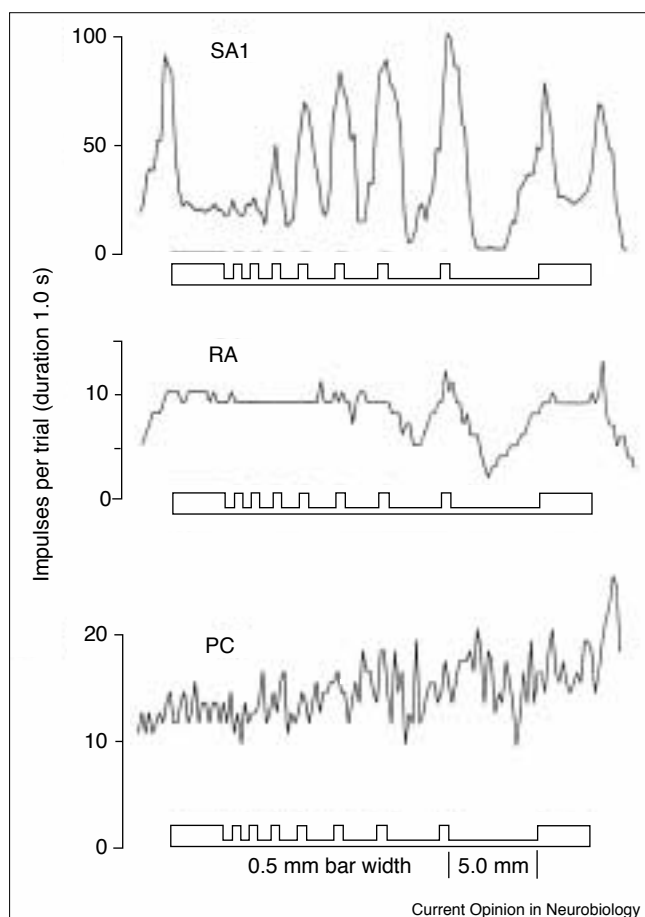 Impulses per trial (duration 1.0 s)
SA1
100
50
0
RA
10
0
PC
20
10
0
0.5 mm bar width
5.0 mm
Current Opinion in Neurobiology